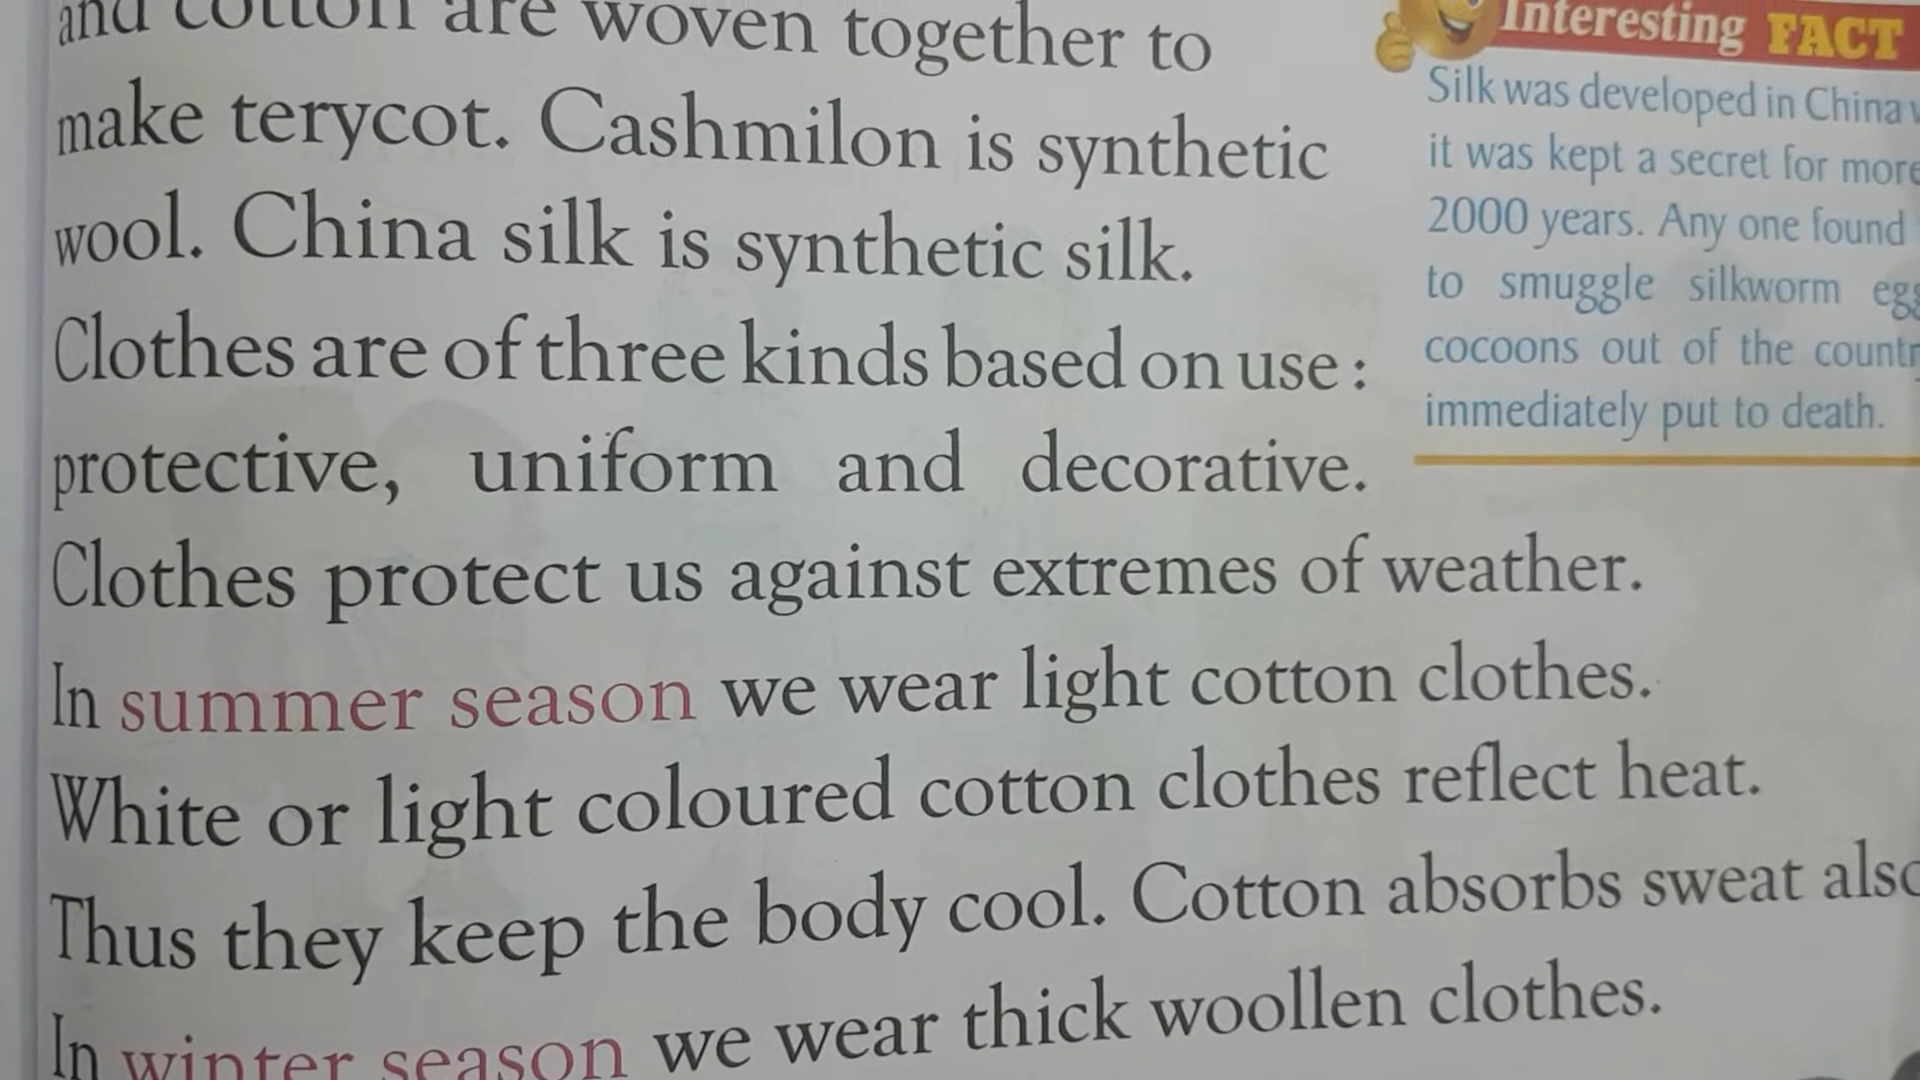 and cotton are woven together to
make terycot. Cashmilon is synthetic
wool. China silk is synthetic silk.
Clothes are of three kinds based on use :
protective, uniform and decorative.
Clothes protect us against extremes of weather.
In summer season we wear light cotton clothes.
White or light coloured cotton clothes reflect heat.
Thus they keep the body cool. Cotton absorbs sweat also
In winter season we wear thick woollen clothes.
Interesting FACT
Silk was developed in China
it was kept a secret for more
2000 years. Any one found
to smuggle silkworm
cocoons out of the
immediately put to death.